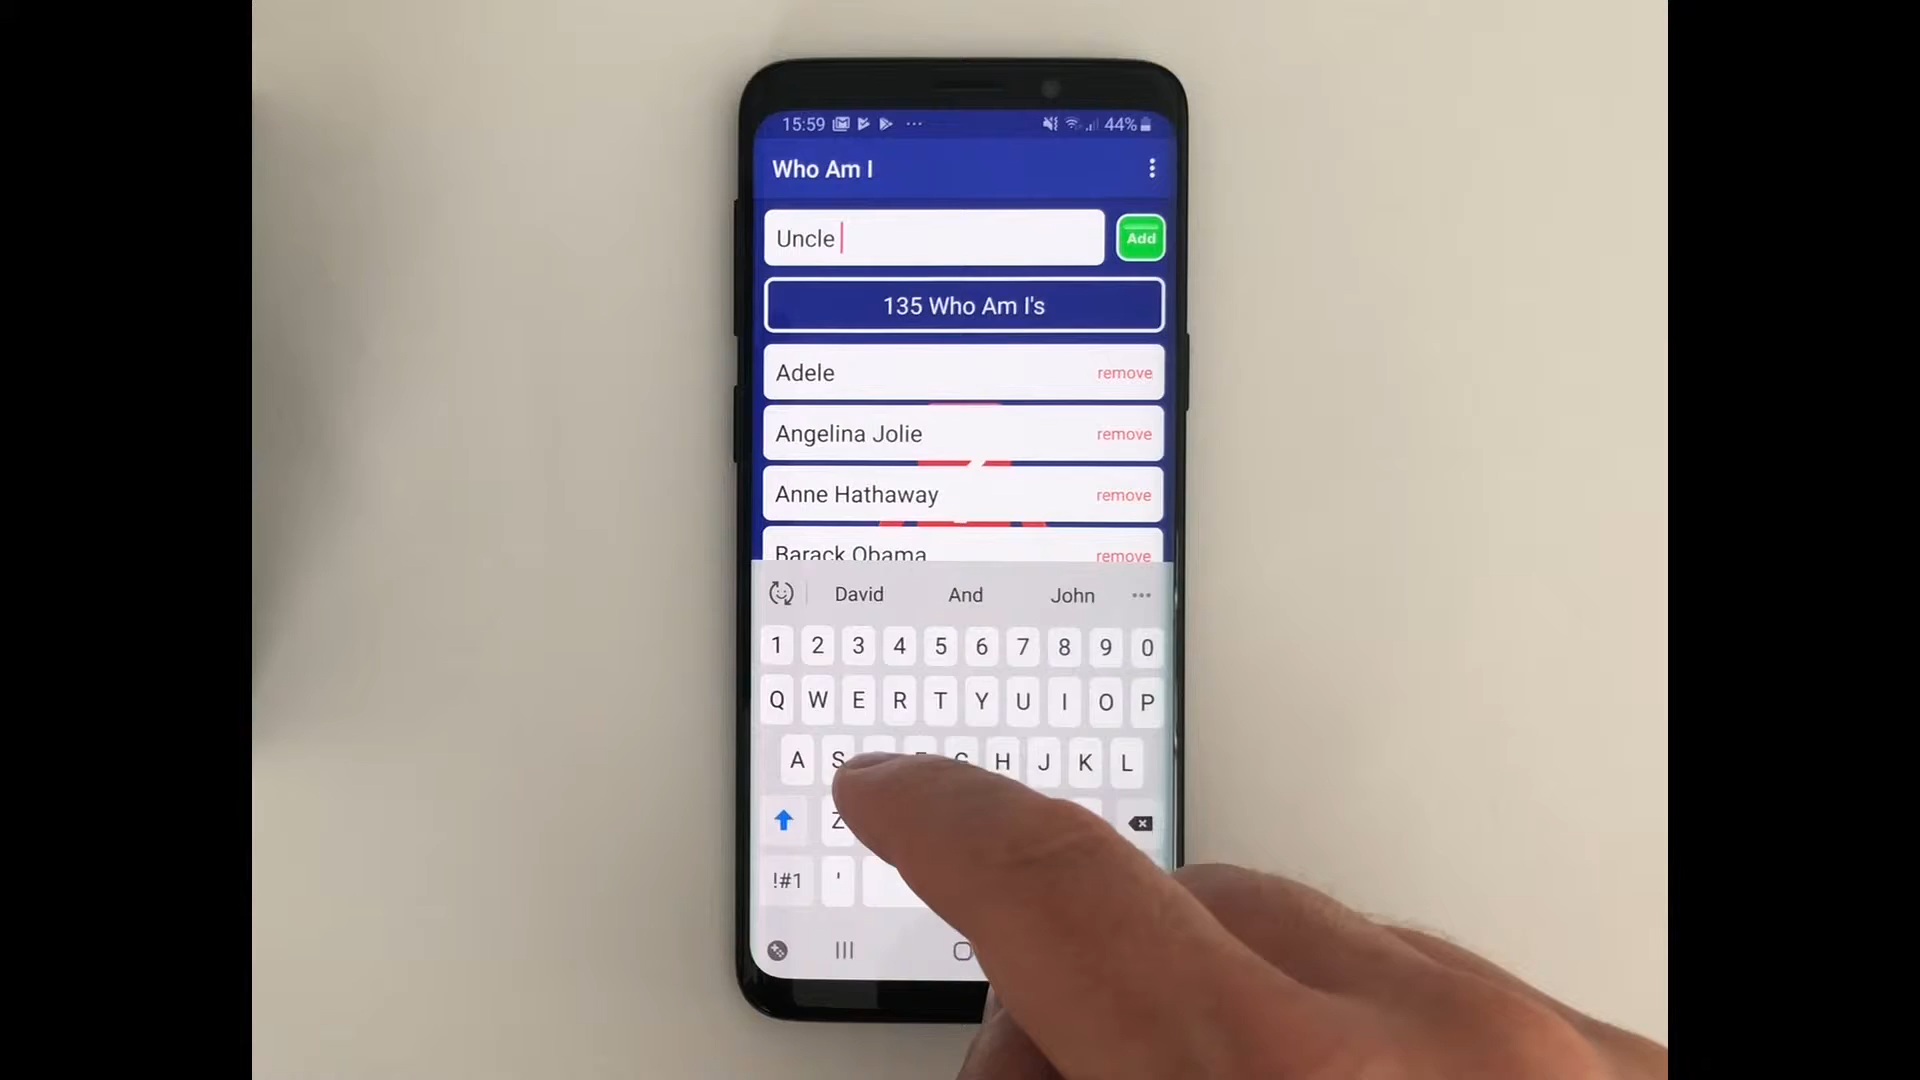 15:59 ... 44%
Who Am I
Uncle
Add
135 Who Am I's
Adele remove
Angelina Jolie remove
Anne Hathaway remove
Barack Obama remove
David And John ...
1 2 3 4 5 6 7 8 9 0
Q W E R T Y U I O P
A S H J K L
Z
!#1 '